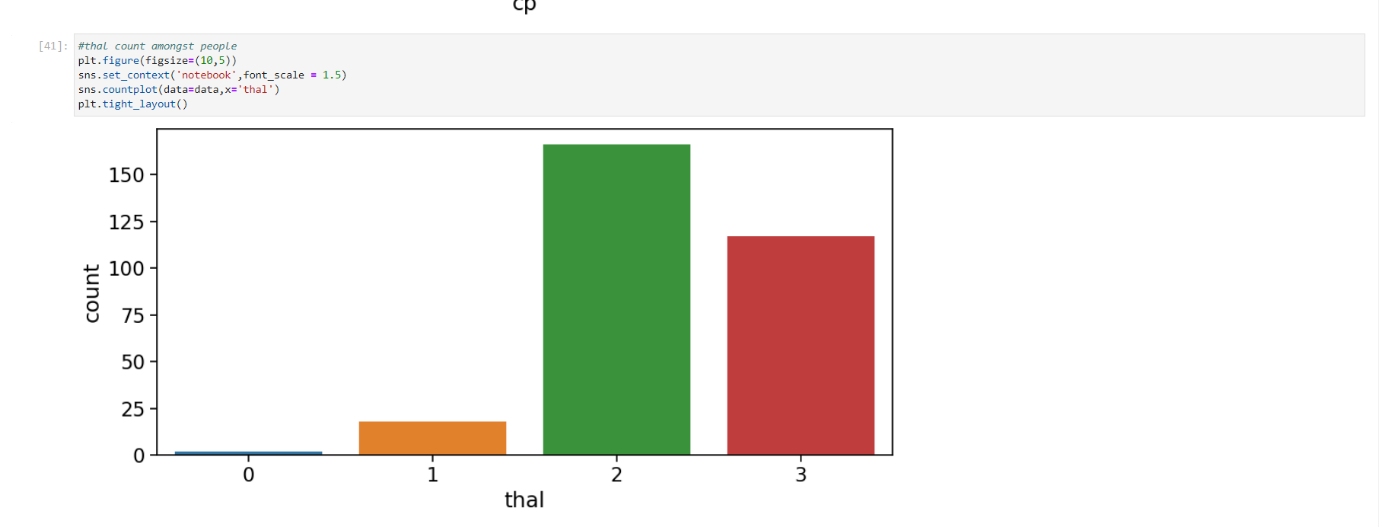 cp
[41]: #thal count amongst people
plt.figure(figsize=(10,5))
sns.set_context('notebook',font_scale = 1.5)
sns.countplot(data=data,x='thal')
plt.tight_layout()
150
125
100
75
50
25
0
count
0 1 2 3
thal